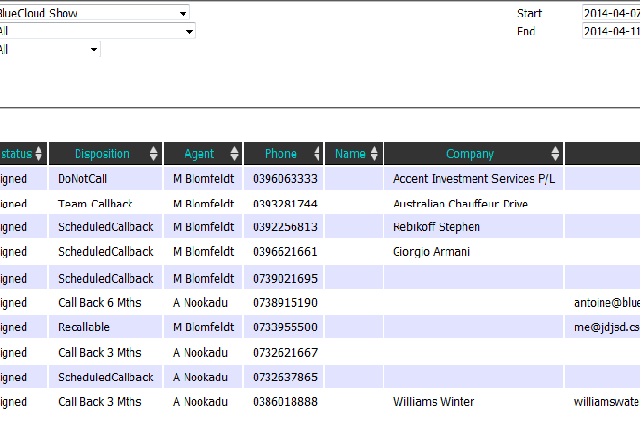 BlueCloud Show Start 2014-04-07
All End 2014-04-11
All
status Disposition Agent Phone Name Company
igned DoNotCall M Blomfeldt 0396063333 Accent Investment Services P/L
igned Team Callback M Blomfeldt 0393281744 Australian Chauffeur Drive
igned ScheduledCallback M Blomfeldt 0392256813 Rebikoff Stephen
igned ScheduledCallback M Blomfeldt 0396621661 Giorgio Armani
igned ScheduledCallback M Blomfeldt 0739021695
igned Call Back 6 Mths A Nookadu 0738915190 antoine@blue
igned Recallable M Blomfeldt 0733955500 me@jdjsd.cs
igned Call Back 3 Mths A Nookadu 0732621667
igned ScheduledCallback A Nookadu 0732637865
igned Call Back 3 Mths A Nookadu 0386018888 Williams Winter williamswate